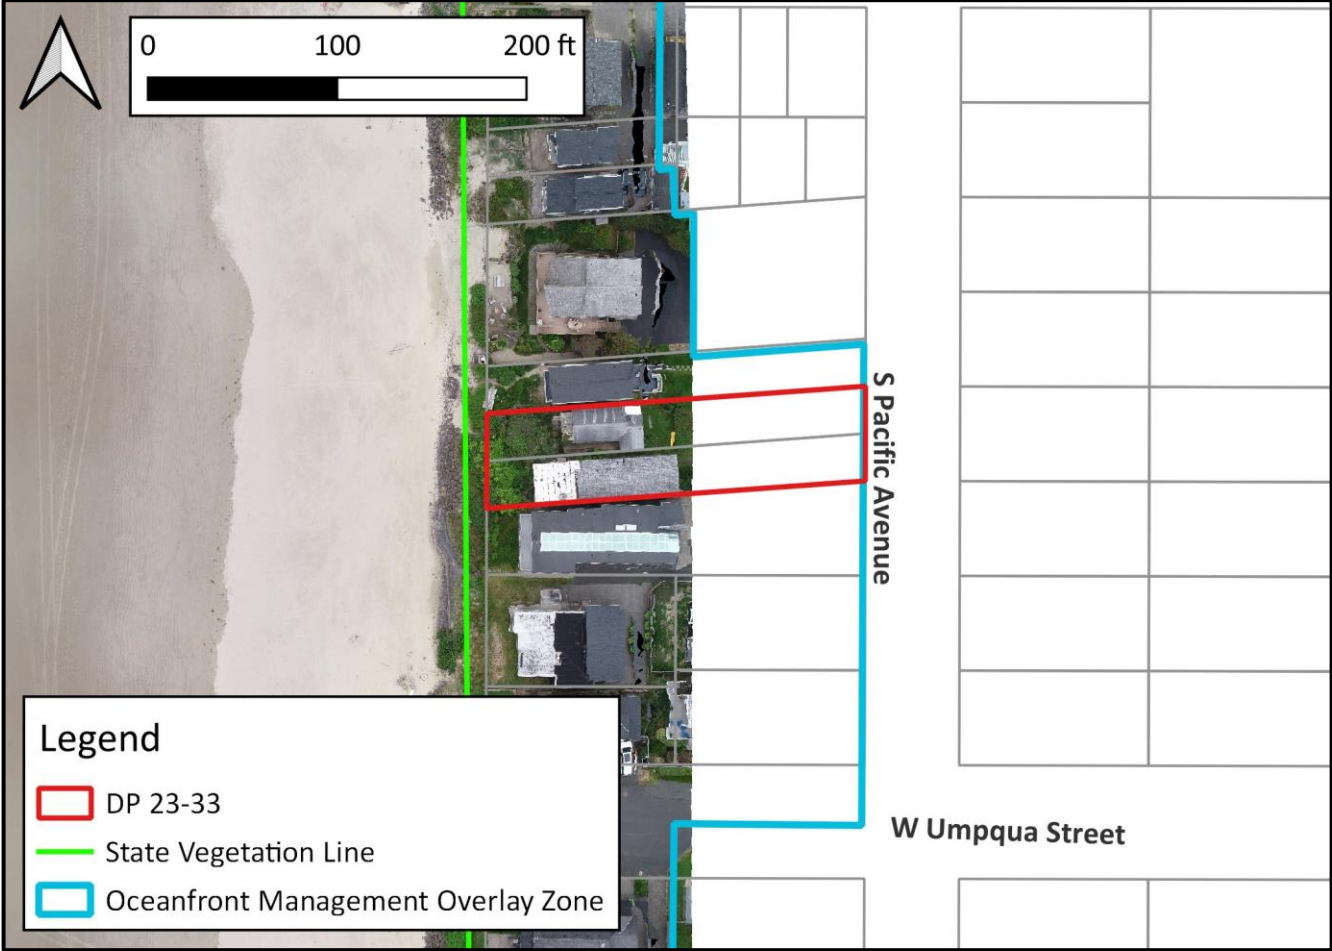 0 100 200 ft
S Pacific Avenue
Legend
DP 23-33
State Vegetation Line
Oceanfront Management Overlay Zone
W Umpqua Street